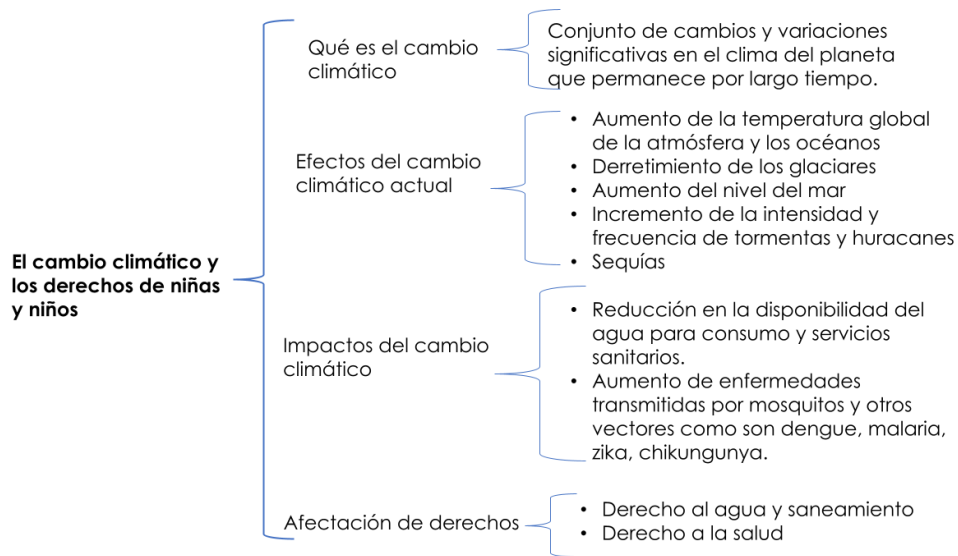 El cambio climático y
los derechos de niñas
y niños
Qué es el cambio
climático
Conjunto de cambios y variaciones
significativas en el clima del planeta
que permanece por largo tiempo.
Efectos del cambio
climático actual
• Aumento de la temperatura global
de la atmósfera y los océanos
• Derretimiento de los glaciares
• Aumento del nivel del mar
• Incremento de la intensidad y
frecuencia de tormentas y huracanes
• Sequías
Impactos del cambio
climático
• Reducción en la disponibilidad del
agua para consumo y servicios
sanitarios.
• Aumento de enfermedades
transmitidas por mosquitos y otros
vectores como son dengue, malaria,
zika, chikungunya.
Afectación de derechos
• Derecho al agua y saneamiento
• Derecho a la salud